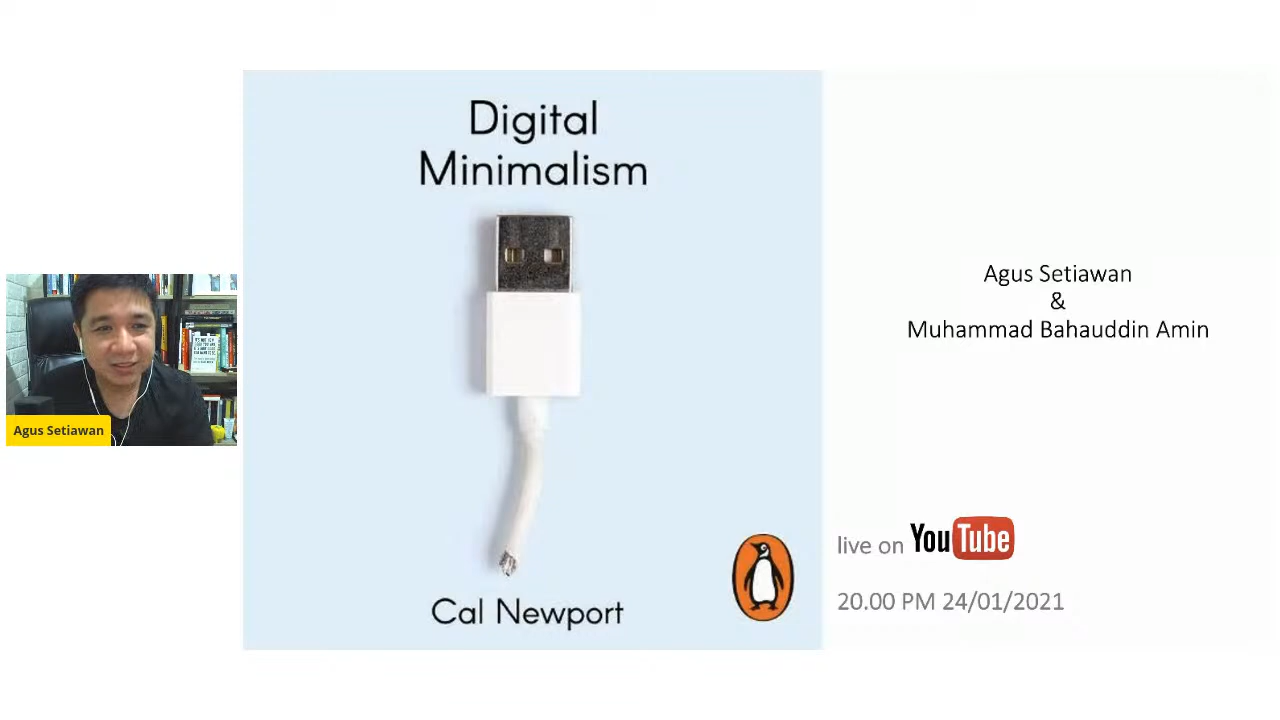 Digital
Minimalism
Cal Newport
Agus Setiawan
Agus Setiawan
&
Muhammad Bahauddin Amin
live on YouTube
20.00 PM 24/01/2021